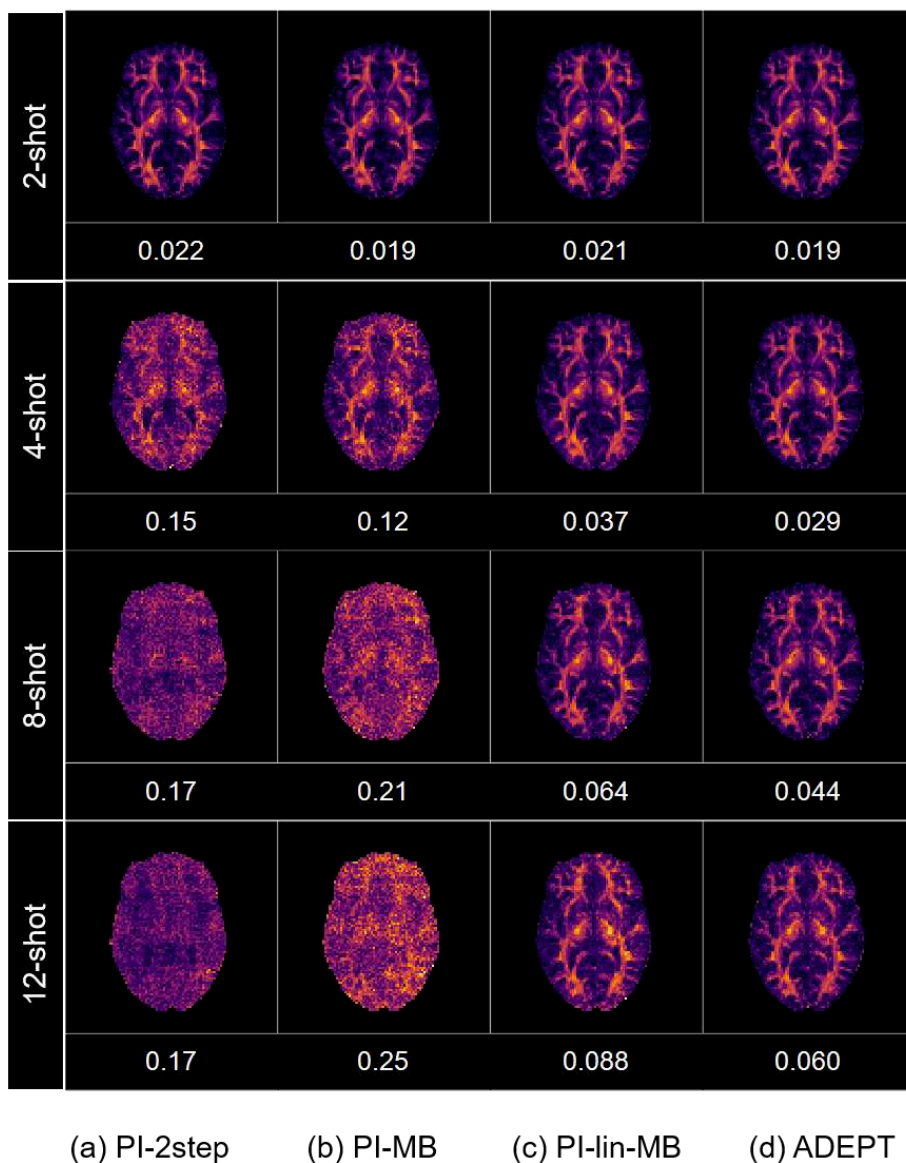 2-shot
0.022 0.019 0.021 0.019
4-shot
0.15 0.12 0.037 0.029
8-shot
0.17 0.21 0.064 0.044
12-shot
0.17 0.25 0.088 0.060
(a) PI-2step (b) PI-MB (c) PI-lin-MB (d) ADEPT